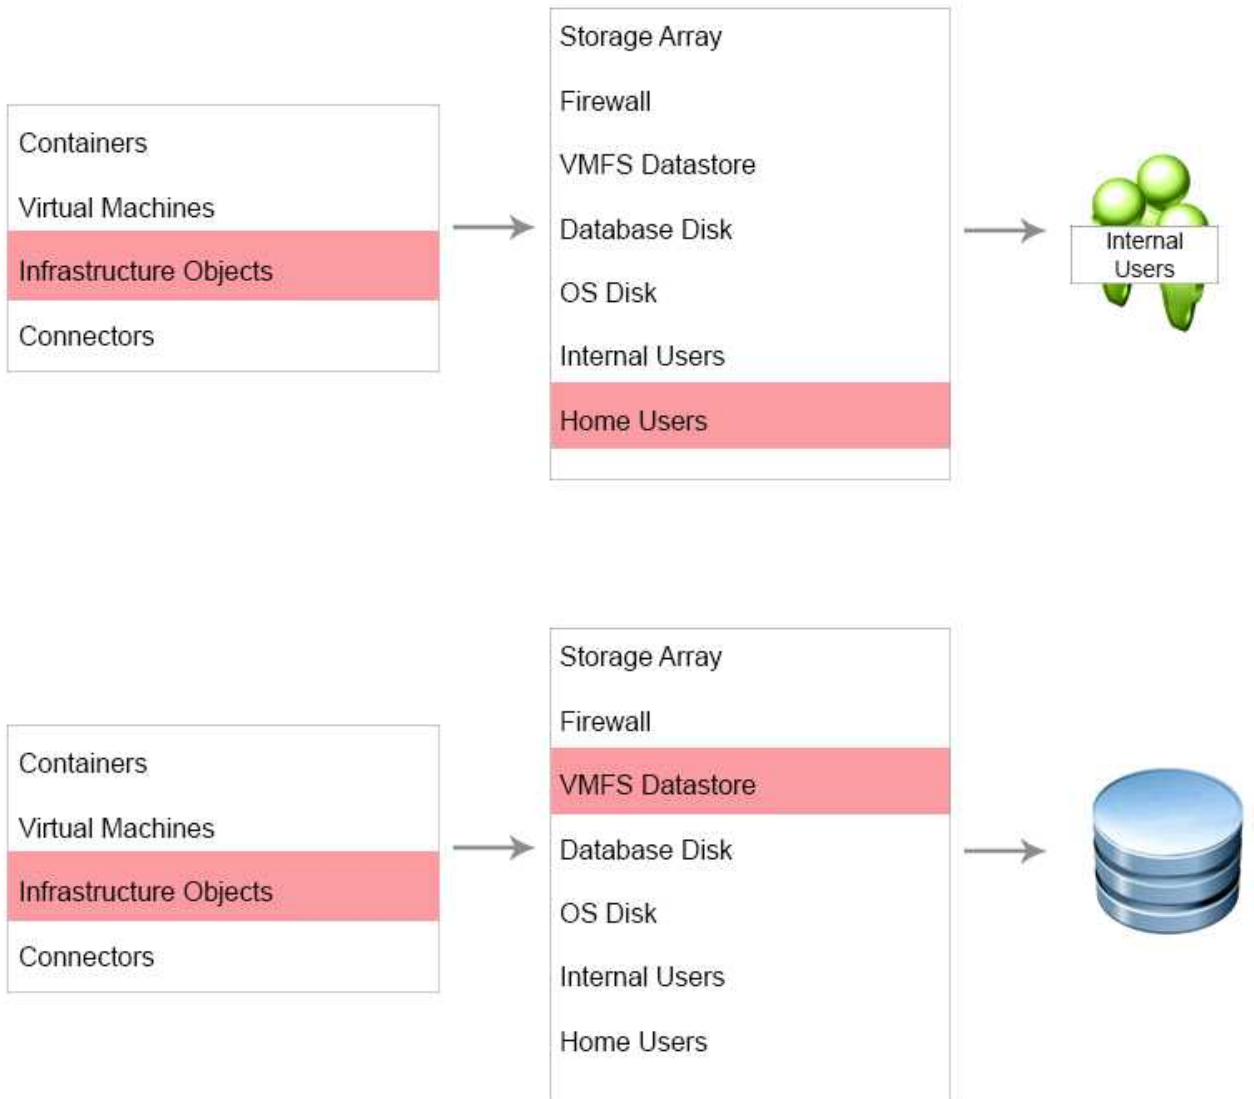 Containers
Virtual Machines
Infrastructure Objects
Connectors
Storage Array
Firewall
VMFS Datastore
Database Disk
OS Disk
Internal Users
Home Users
Internal
Users
Containers
Virtual Machines
Infrastructure Objects
Connectors
Storage Array
Firewall
VMFS Datastore
Database Disk
OS Disk
Internal Users
Home Users